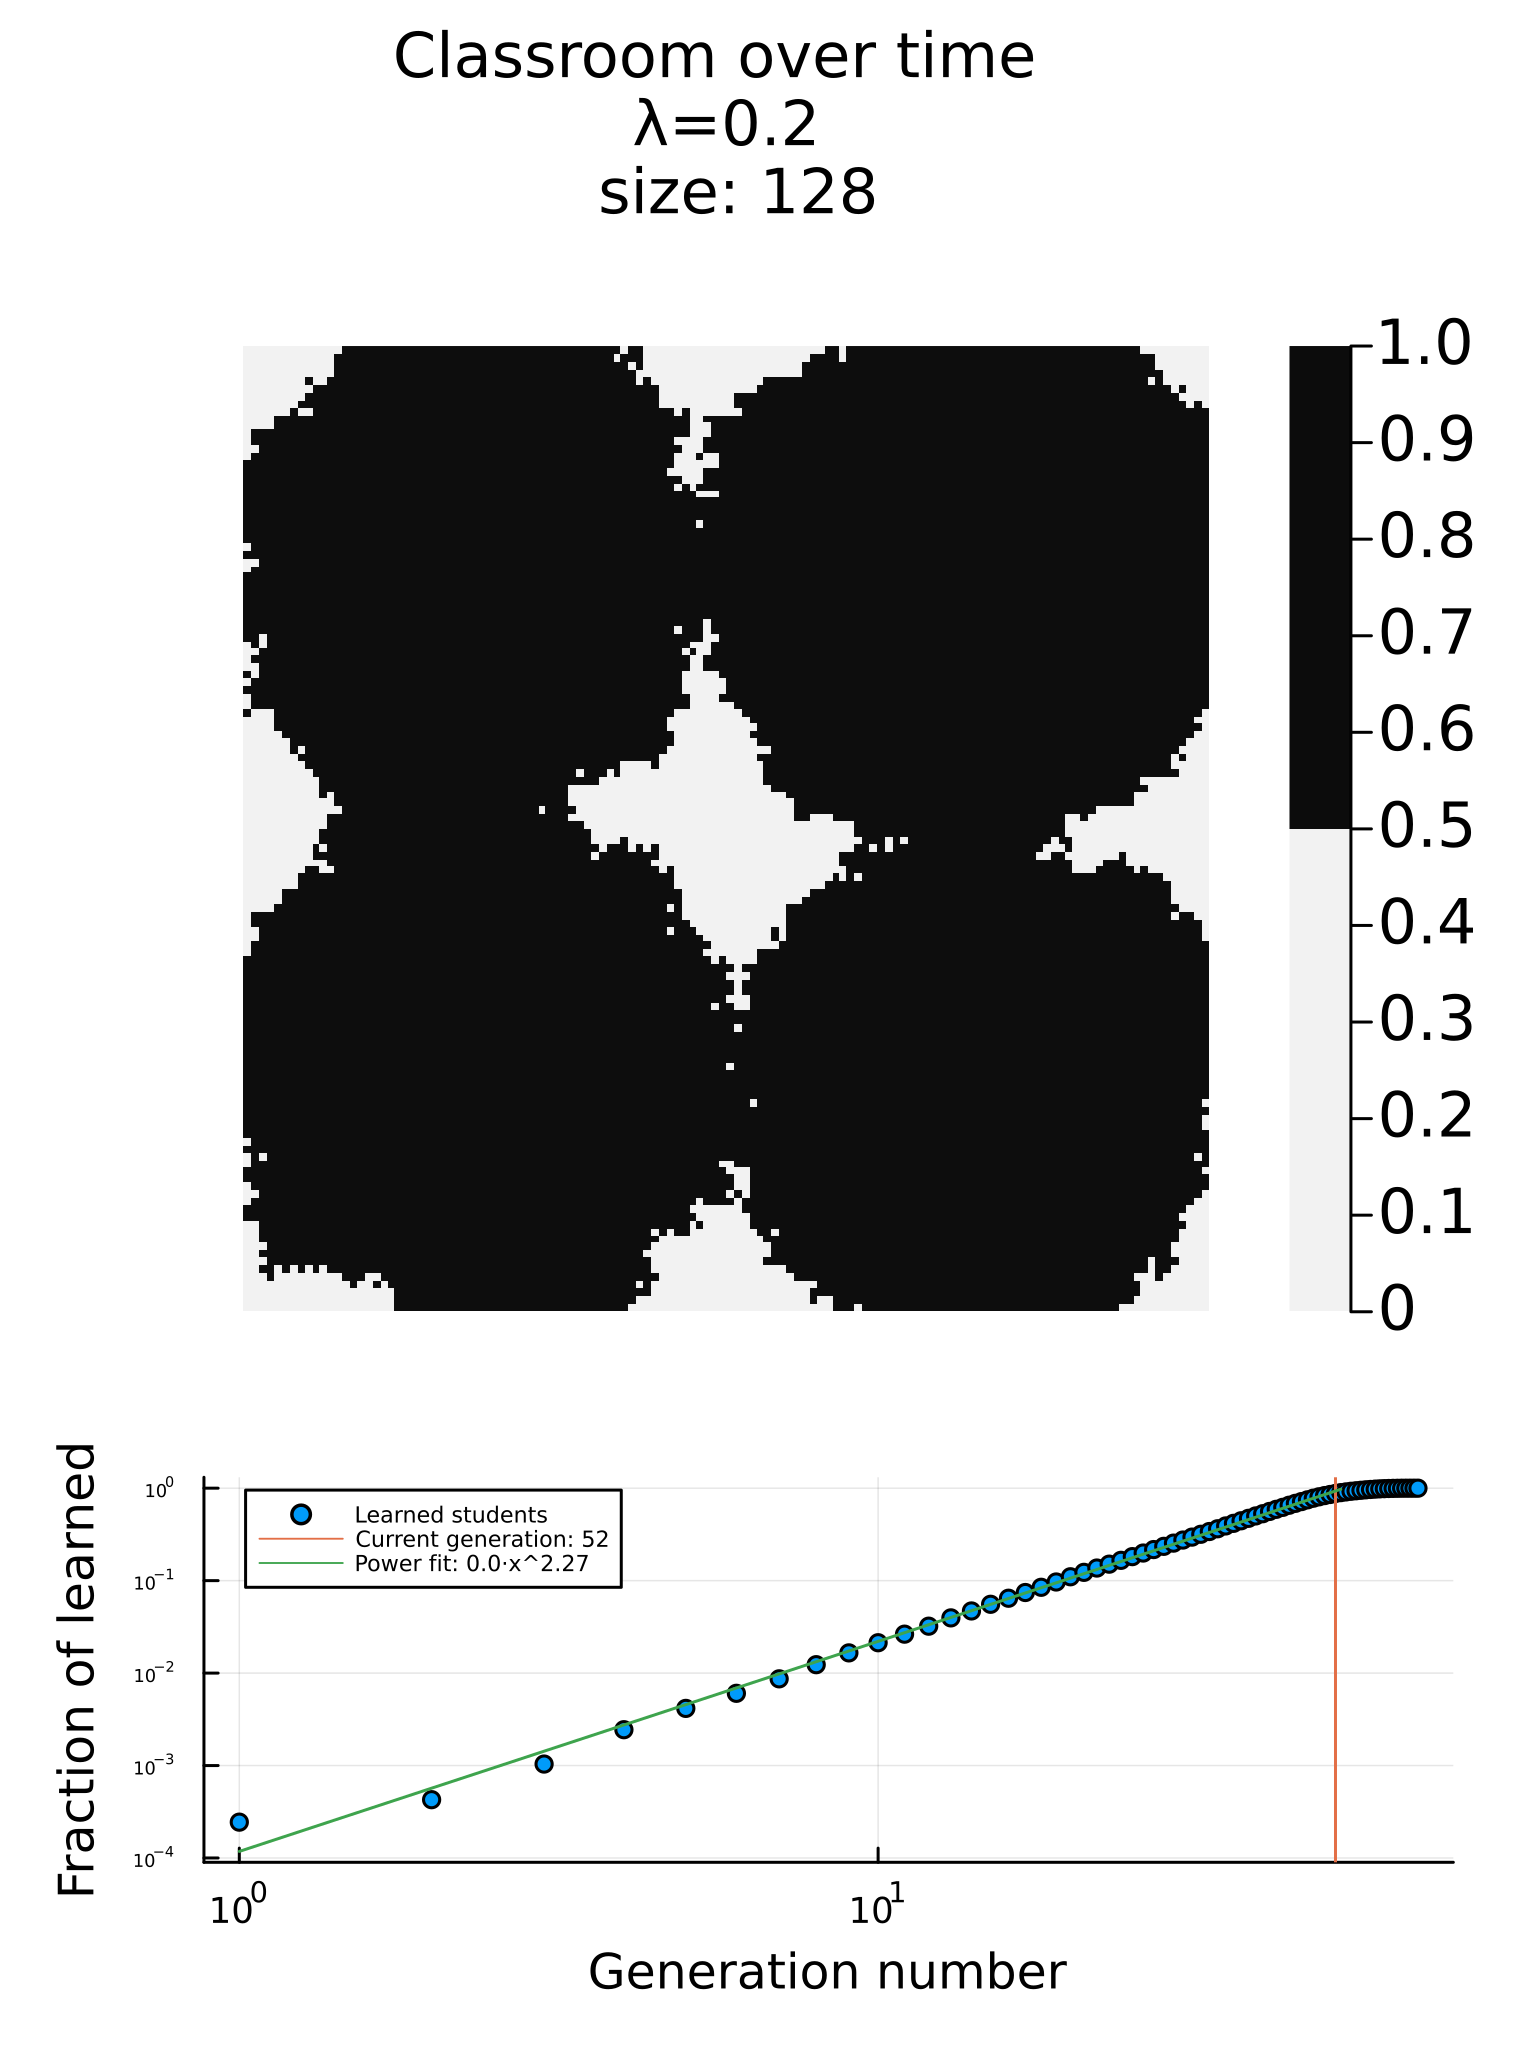 Classroom over time
λ=0.2
size: 128
1.0
0.9
0.8
0.7
0.6
0.5
0.4
0.3
0.2
0.1
0
Fraction of learned
10^0
10^-1
10^-2
10^-3
10^-4
Learned students
Current generation: 52
Power fit: 0.0·x^2.27
10^0 10^1
Generation number